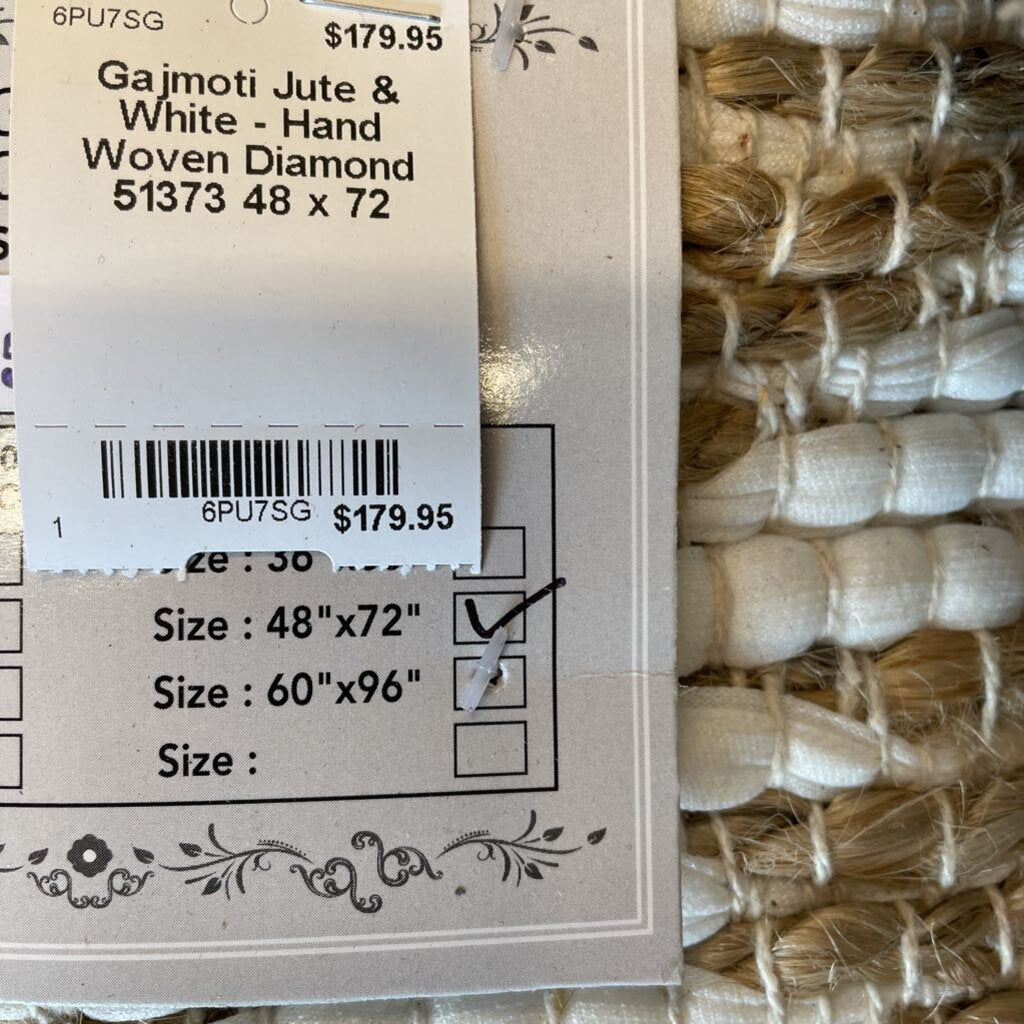 6PU7SG
$179.95
Gajmoti Jute &
White - Hand
Woven Diamond
51373 48 x 72
6PU7SG $179.95
1
Size : 48"x72"
Size : 60"x96"
Size :